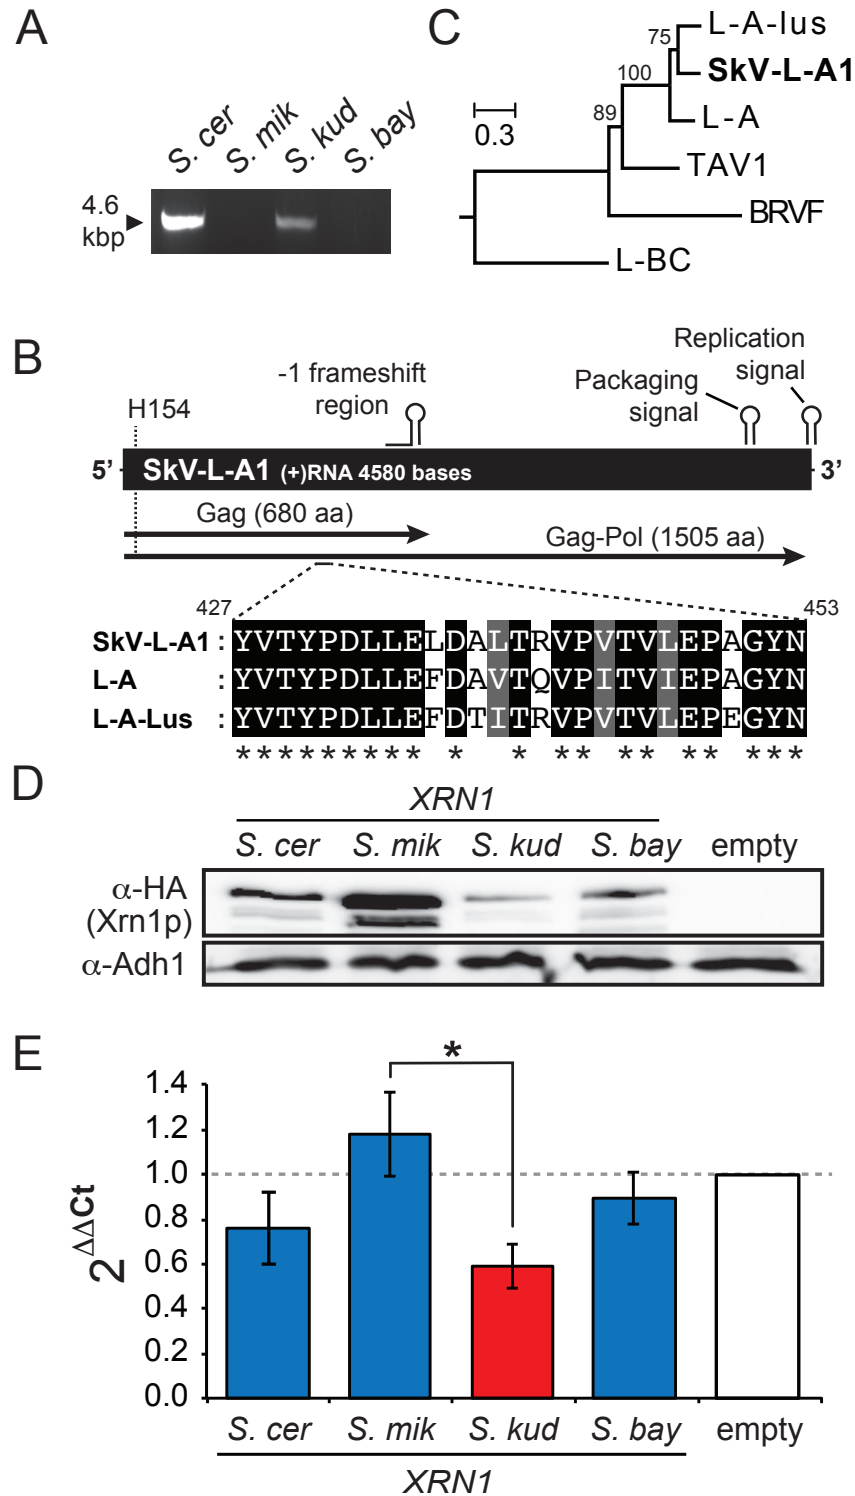 A
S. cer
S. mik
S. kud
S. bay
4.6
kbp
C
L-A-lus
75
SkV-L-A1
100
L-A
89
0.3
TAV1
BRVF
L-BC
B
Replication
signal
Packaging
signal
-1 frameshift
region
H154
5’
SkV-L-A1 (+)RNA 4580 bases
3’
Gag (680 aa)
Gag-Pol (1505 aa)
427
453
SkV-L-A1 : YVTYPDLLELDALTRVPVTVLEPAGYN
L-A : YVTYPDLLEFDAVTQVPITVIEPAGYN
L-A-Lus : YVTYPDLLEFDTITRVPVTVLEPEGYN
* * * * * * * * * * * * * * * * * * * *
D
XRN1
S. cer S. mik S. kud S. bay empty
α-HA
(Xrn1p)
α-Adh1
E
*
1.4
1.2
1.0
0.8
0.6
0.4
0.2
0.0
2^ΔΔCt
S. cer S. mik S. kud S. bay empty
XRN1